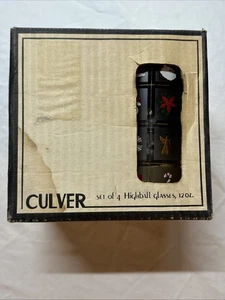 CULVER
SET of 4 HigHball glasses, 12 oz.